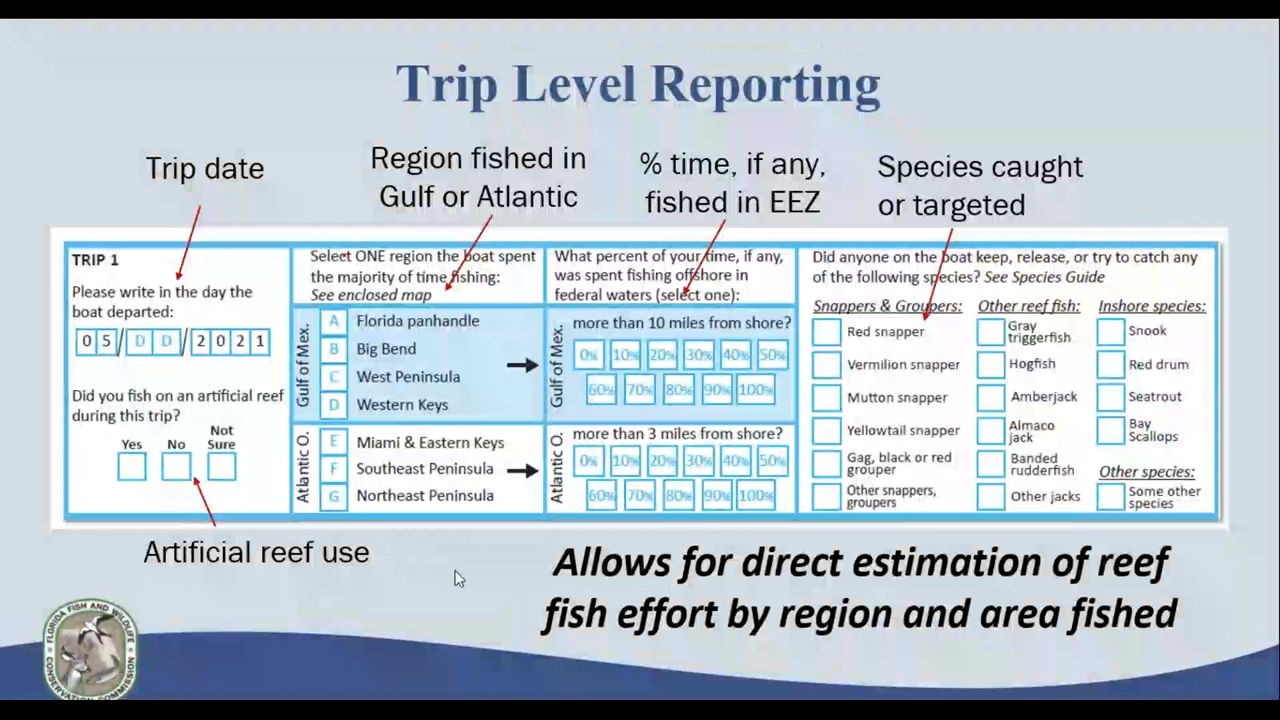 Trip Level Reporting
Trip date
Region fished in
Gulf or Atlantic
% time, if any,
fished in EEZ
Species caught
or targeted
TRIP 1
Please write in the day the
boat departed:
0 5 / D D / 2 0 2 1
Did you fish on an artificial reef
during this trip?
Yes No Not
Sure
Select ONE region the boat spent
the majority of time fishing:
See enclosed map
Gulf of Mex.
A Florida panhandle
B Big Bend
C West Peninsula
D Western Keys
Atlantic O.
E Miami & Eastern Keys
F Southeast Peninsula
G Northeast Peninsula
What percent of your time, if any,
was spent fishing offshore in
federal waters (select one):
Gulf of Mex.
more than 10 miles from shore?
0% 10% 20% 30% 40% 50%
60% 70% 80% 90% 100%
Atlantic O.
more than 3 miles from shore?
0% 10% 20% 30% 40% 50%
60% 70% 80% 90% 100%
Did anyone on the boat keep, release, or try to catch any
of the following species? See Species Guide
Snappers & Groupers:
Red snapper
Vermilion snapper
Mutton snapper
Yellowtail snapper
Gag, black or red
grouper
Other snappers,
groupers
Other reef fish:
Gray
triggerfish
Hogfish
Amberjack
Almaco
jack
Banded
rudderfish
Other jacks
Inshore species:
Snook
Red drum
Seatrout
Bay
Scallops
Other species:
Some other
species
Artificial reef use
Allows for direct estimation of reef
fish effort by region and area fished
FLORIDA FISH AND WILDLIFE
CONSERVATION COMMISSION